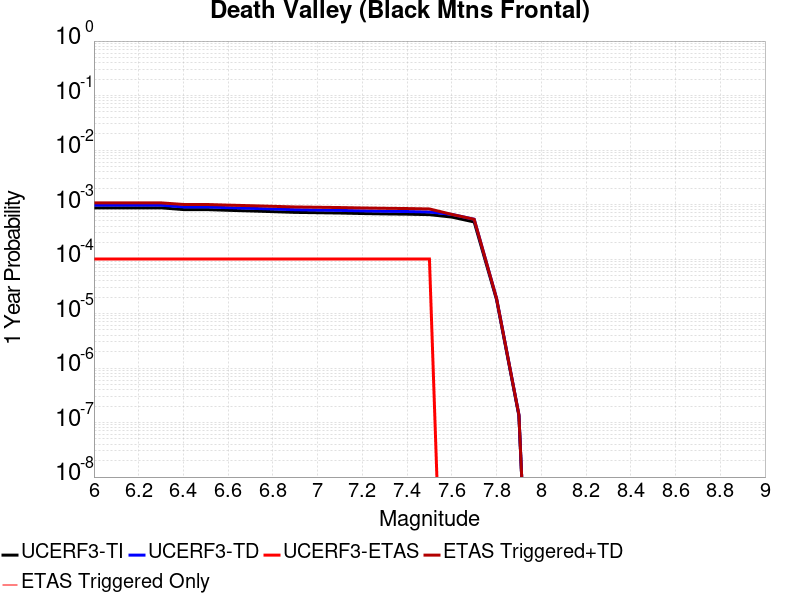 Death Valley (Black Mtns Frontal)
1 Year Probability
10^0
10^-1
10^-2
10^-3
10^-4
10^-5
10^-6
10^-7
10^-8
6 6.2 6.4 6.6 6.8 7 7.2 7.4 7.6 7.8 8 8.2 8.4 8.6 8.8 9
Magnitude
UCERF3-TI UCERF3-TD UCERF3-ETAS ETAS Triggered+TD
ETAS Triggered Only